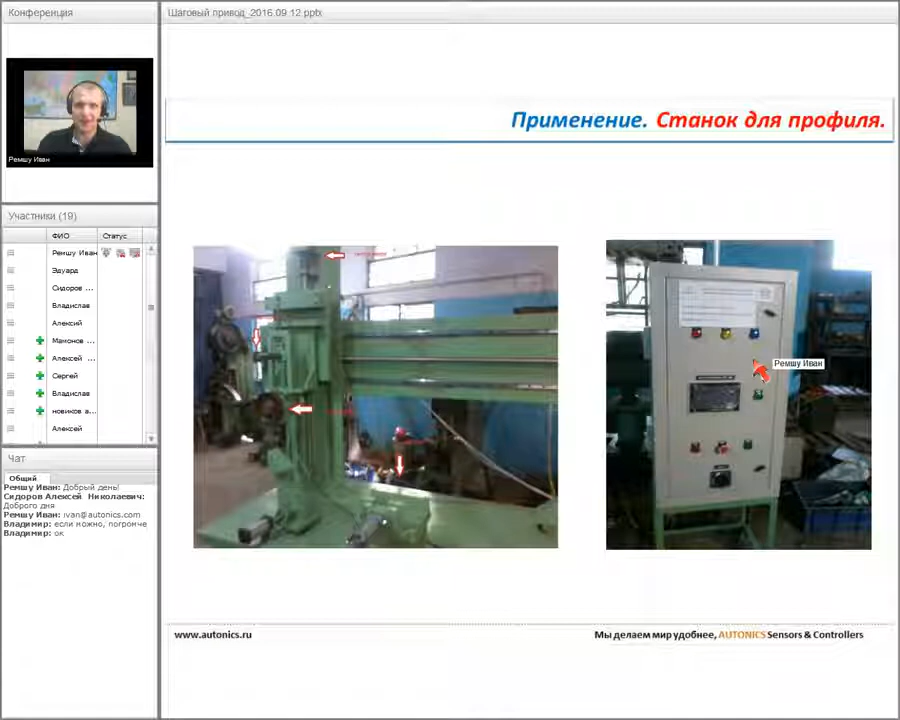 Конференция
Ремшу Иван
Участники (19)
ФИО
Статус
Ремшу Иван
Эдуард
Сидоров ...
Владислав
Алексий
Мамонов ...
Алексей ...
Сергей
Владислав
новиков а...
Алексей
Чат
Общий
Ремшу Иван: Добрый день!
Сидоров Алексей Николаевич:
Доброго дня
Ремшу Иван: ivan@autonics.com
Владимир: если можно, погромче
Владимир: ок
Шаговый привод_2016 09 12.pptx
Применение. Станок для профиля.
Ремшу Иван
www.autonics.ru
Мы делаем мир удобнее, AUTONICS Sensors & Controllers